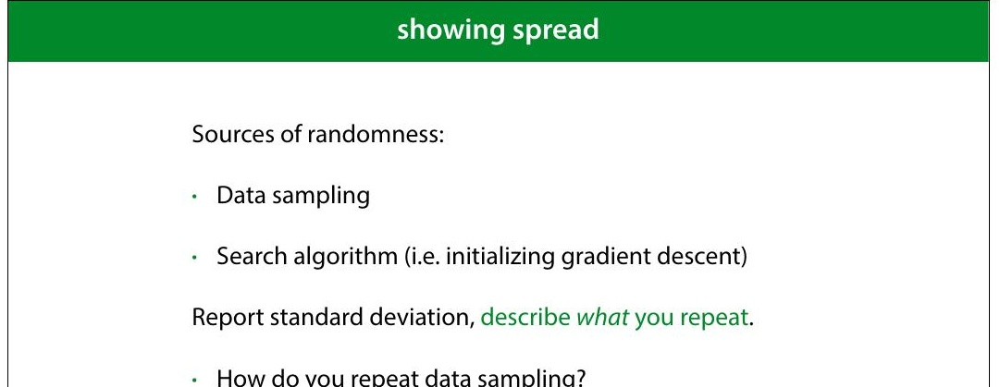 showing spread
Sources of randomness:
• Data sampling
• Search algorithm (i.e. initializing gradient descent)
Report standard deviation, describe what you repeat.
• How do you repeat data sampling?